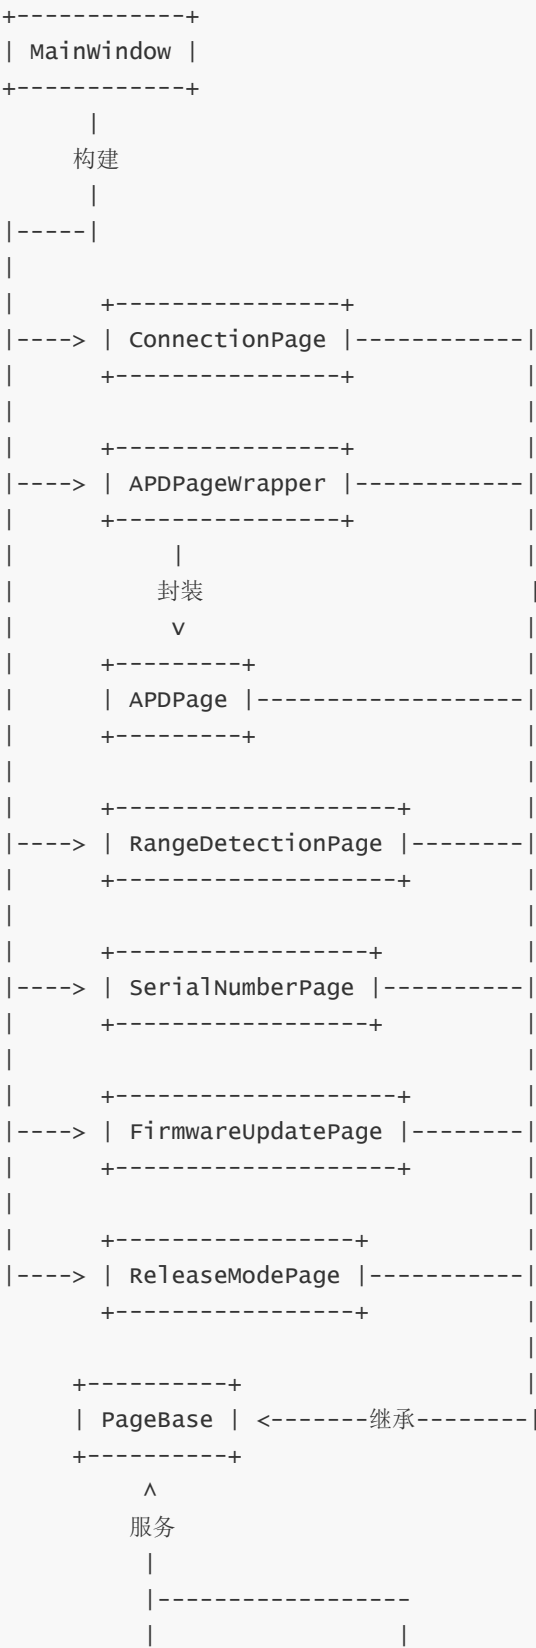 +------------+
| MainWindow |
+------------+
      |
     构建
      |
|-----|
|
|      +----------------+
|----> | ConnectionPage |------------|
|      +----------------+            |
|                                    |
|      +----------------+            |
|----> | APDPageWrapper |------------|
|      +----------------+            |
|           |                        |
|          封装                       |
|           v                        |
|      +---------+                   |
|      | APDPage |-------------------|
|      +---------+                   |
|                                    |
|      +--------------------+        |
|----> | RangeDetectionPage |--------|
|      +--------------------+        |
|                                    |
|      +------------------+          |
|----> | SerialNumberPage |----------|
|      +------------------+          |
|                                    |
|      +--------------------+        |
|----> | FirmwareUpdatePage |--------|
|      +--------------------+        |
|                                    |
|      +-----------------+           |
|----> | ReleaseModePage |-----------|
       +-----------------+           |
                                     |
     +----------+                    |
     | PageBase | <-------继承--------|
     +----------+
          ^
         服务
          |
          |------------------
          |                 |